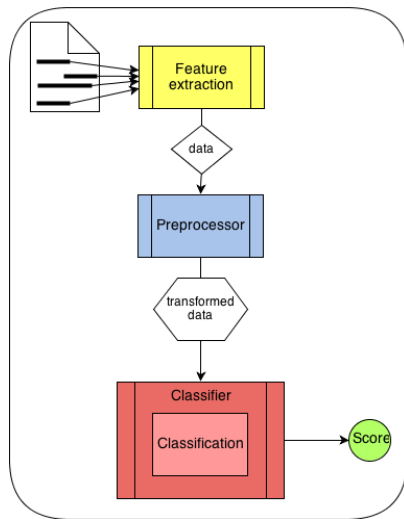 Feature
extraction
data
Preprocessor
transformed
data
Classifier
Classification
Score